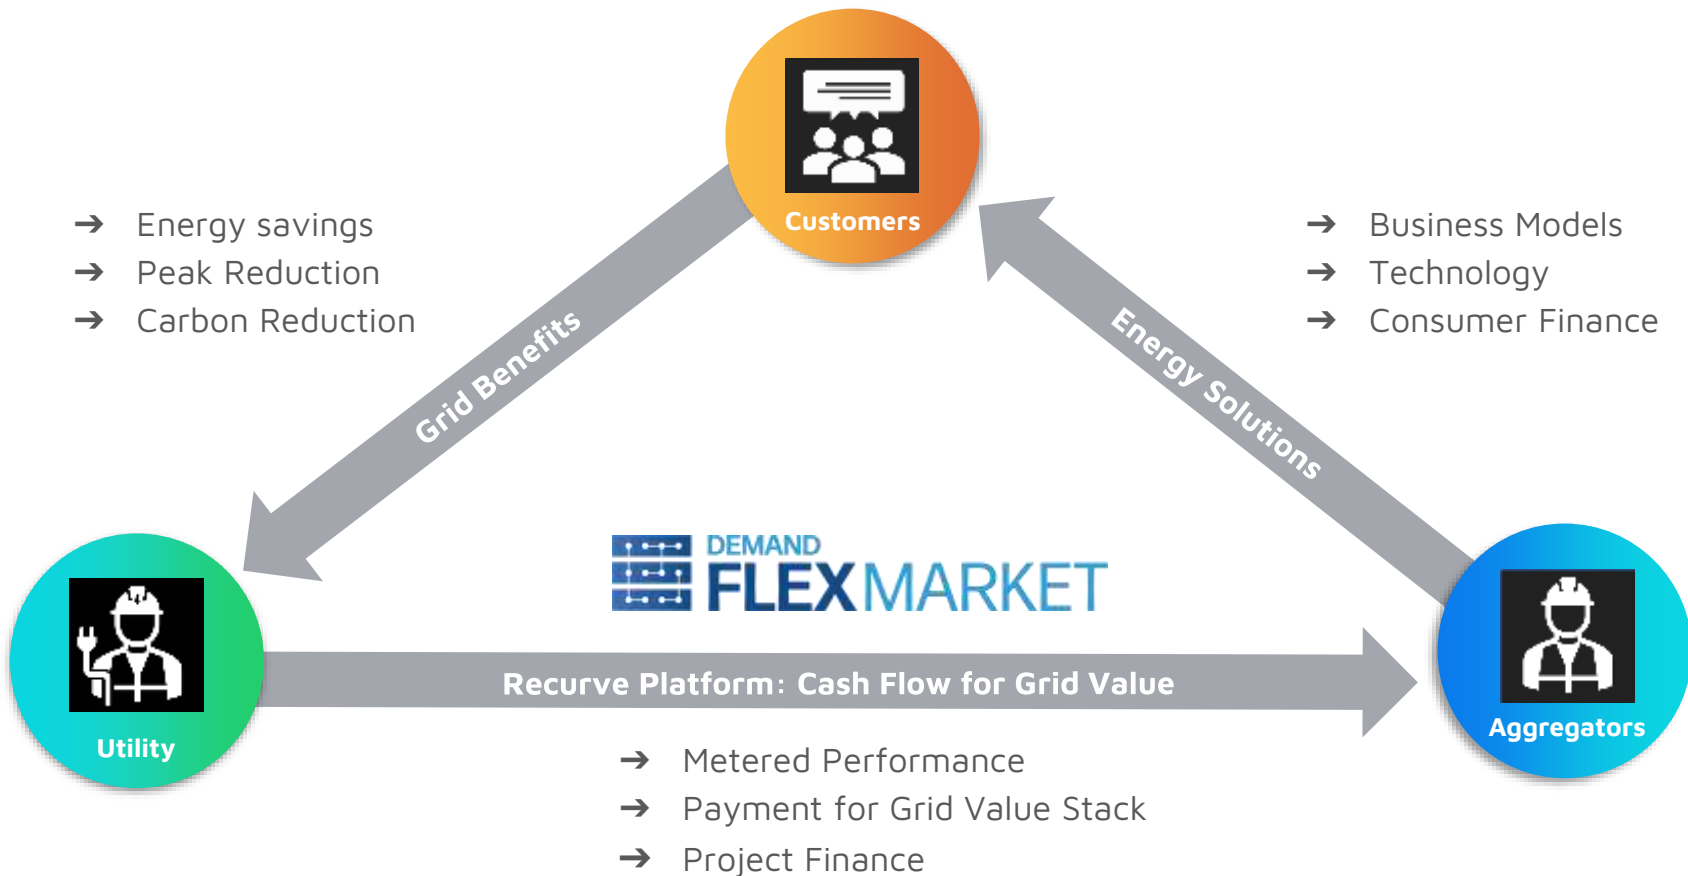 Customers
➔ Energy savings
➔ Peak Reduction
➔ Carbon Reduction
➔ Business Models
➔ Technology
➔ Consumer Finance
Grid Benefits
Energy Solutions
DEMAND
FLEXMARKET
Utility
Recurve Platform: Cash Flow for Grid Value
Aggregators
➔ Metered Performance
➔ Payment for Grid Value Stack
➔ Project Finance